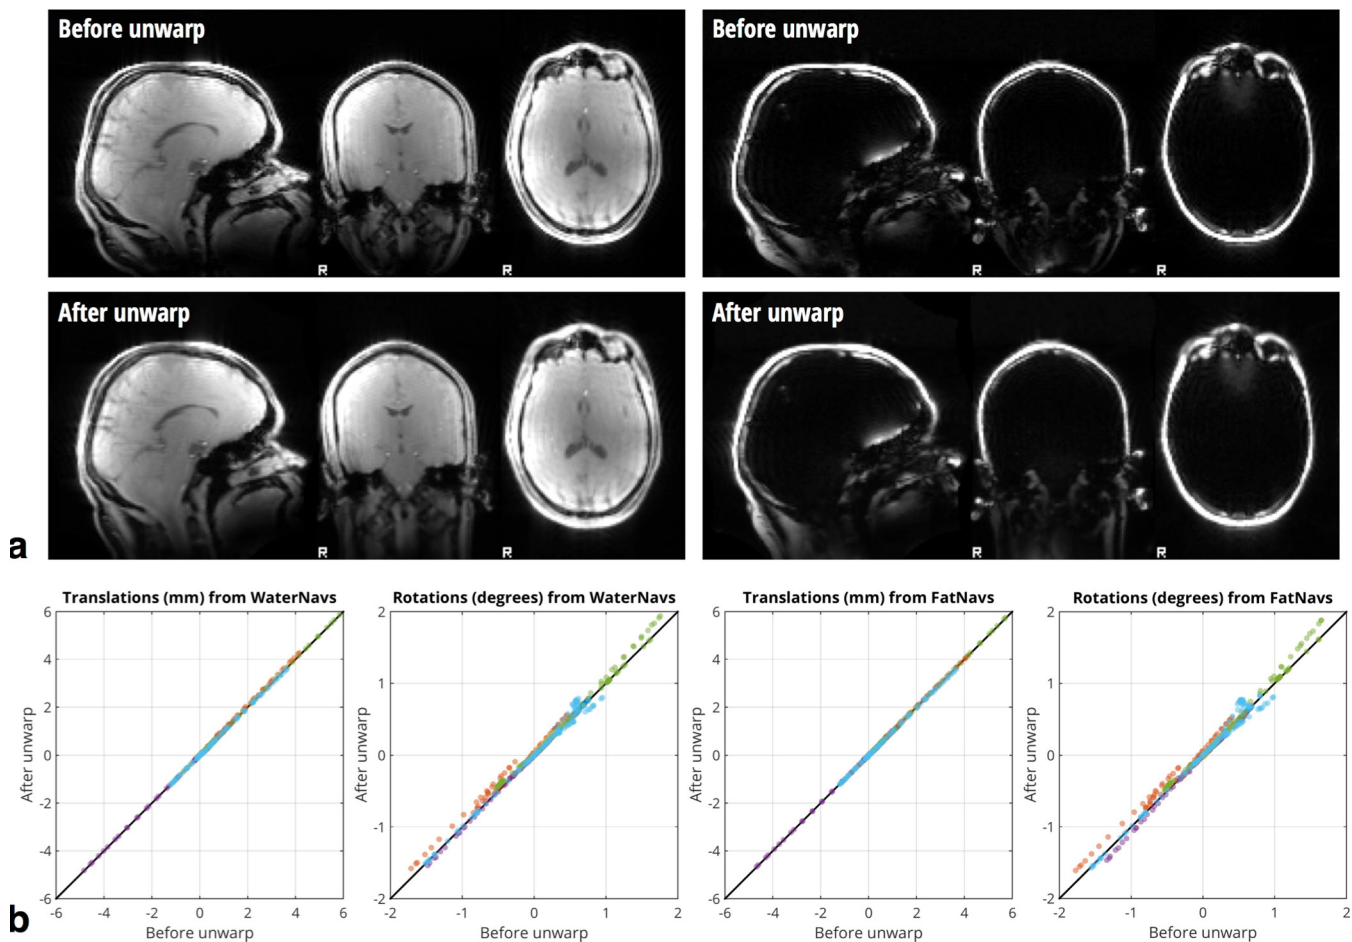 Before unwarp
Before unwarp
R
R
R
R
After unwarp
After unwarp
R
R
R
R
a
Translations (mm) from WaterNavs
Rotations (degrees) from WaterNavs
Translations (mm) from FatNavs
Rotations (degrees) from FatNavs
After unwarp
6
4
2
0
-2
-4
-6
-6 -4 -2 0 2 4 6
Before unwarp
After unwarp
2
1
0
-1
-2
-2 -1 0 1 2
Before unwarp
After unwarp
6
4
2
0
-2
-4
-6
-6 -4 -2 0 2 4 6
Before unwarp
After unwarp
2
1
0
-1
-2
-2 -1 0 1 2
Before unwarp
b